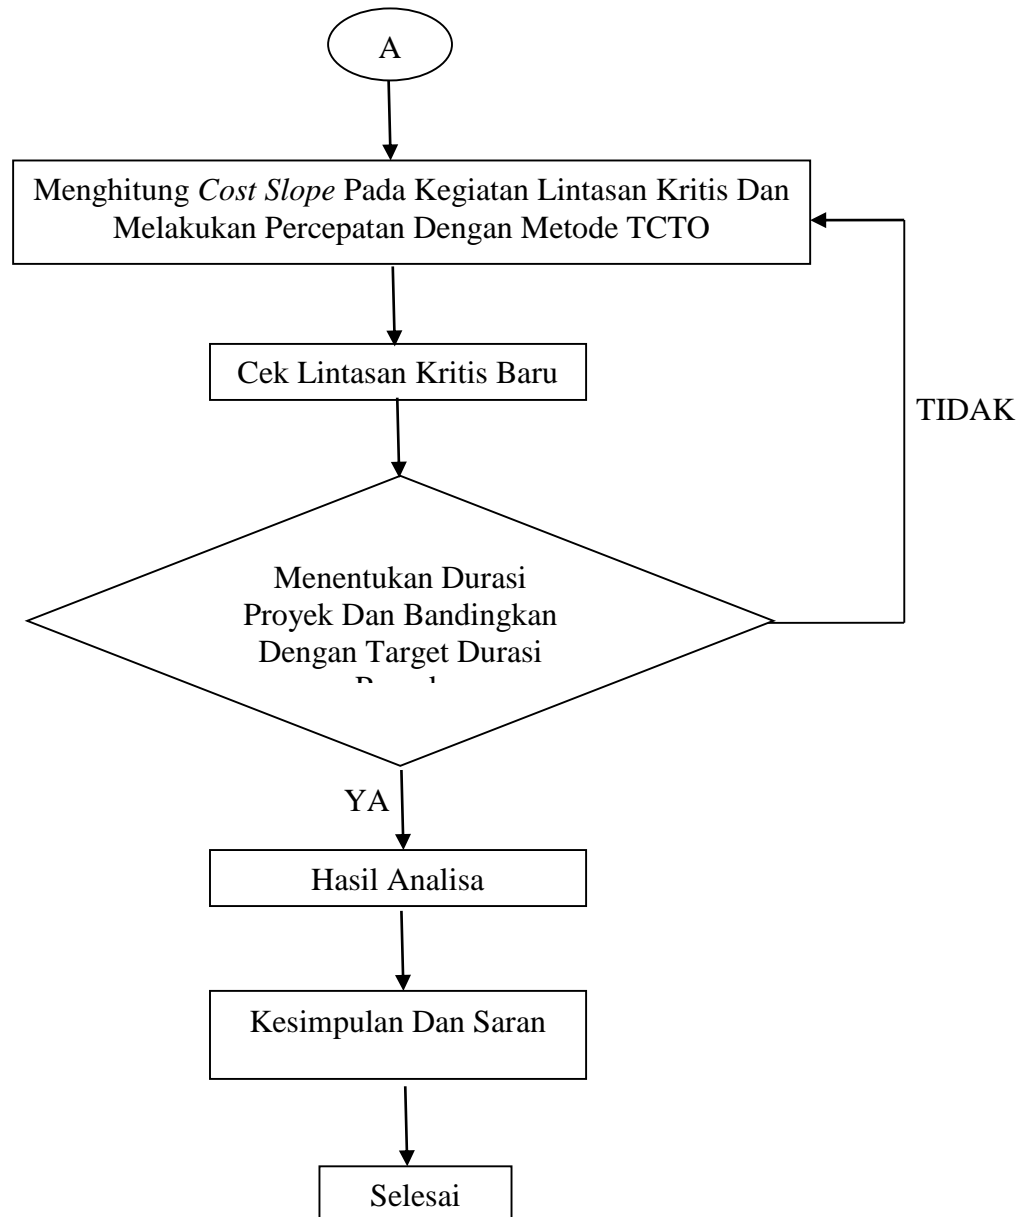 A
Menghitung Cost Slope Pada Kegiatan Lintasan Kritis Dan
Melakukan Percepatan Dengan Metode TCTO
Cek Lintasan Kritis Baru
TIDAK
Menentukan Durasi
Proyek Dan Bandingkan
Dengan Target Durasi
YA
Hasil Analisa
Kesimpulan Dan Saran
Selesai